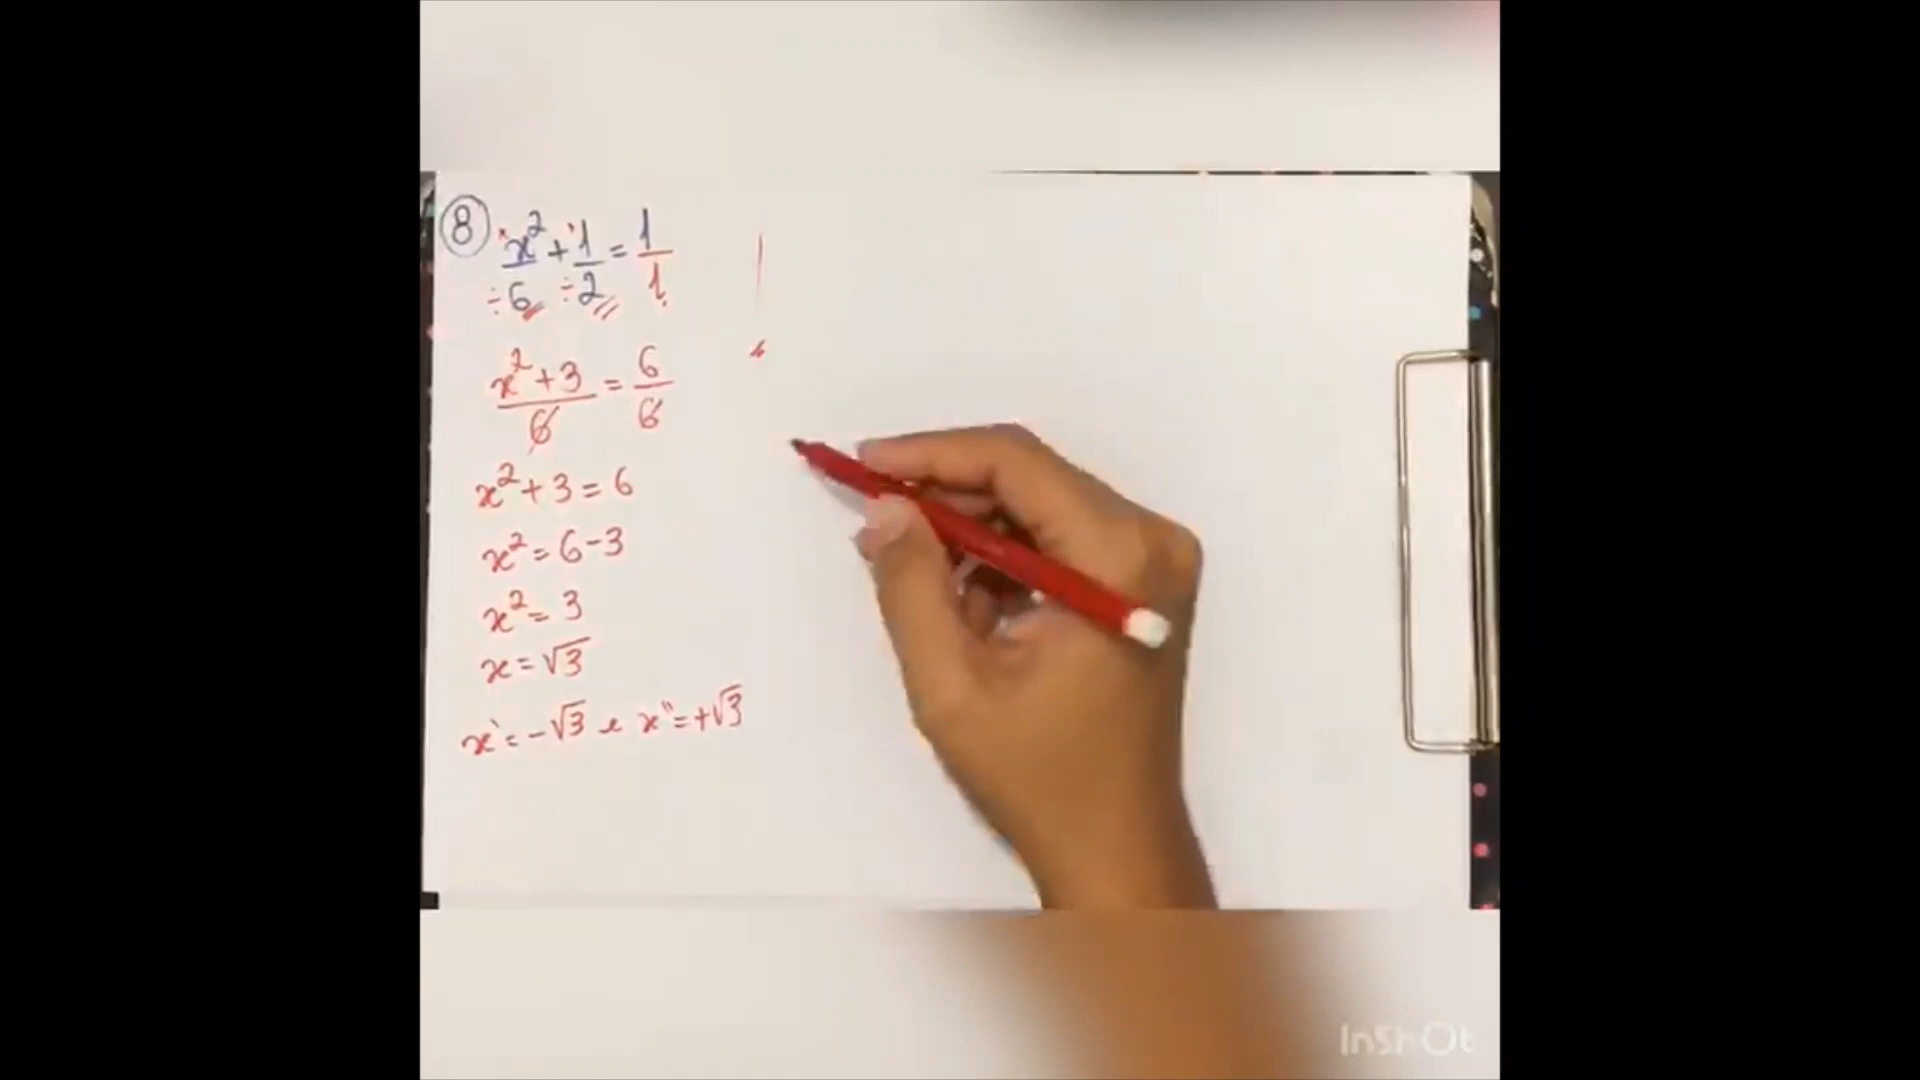 8
x²/6 + 1/2 = 1/1
÷6 ÷2
x²+3/6 = 6/6
x²+3=6
x²=6-3
x²=3
x=√3
x'=-√3 e x''=+√3
InShOt